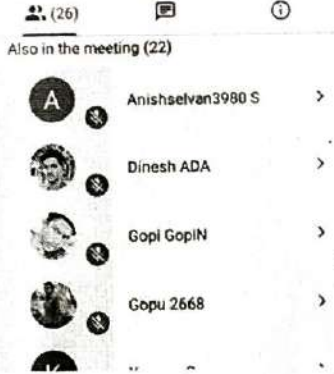 (26)
Also in the meeting (22)
A
Anishselvan3980 S
Dinesh ADA
Gopi GopiN
Gopu 2668
K